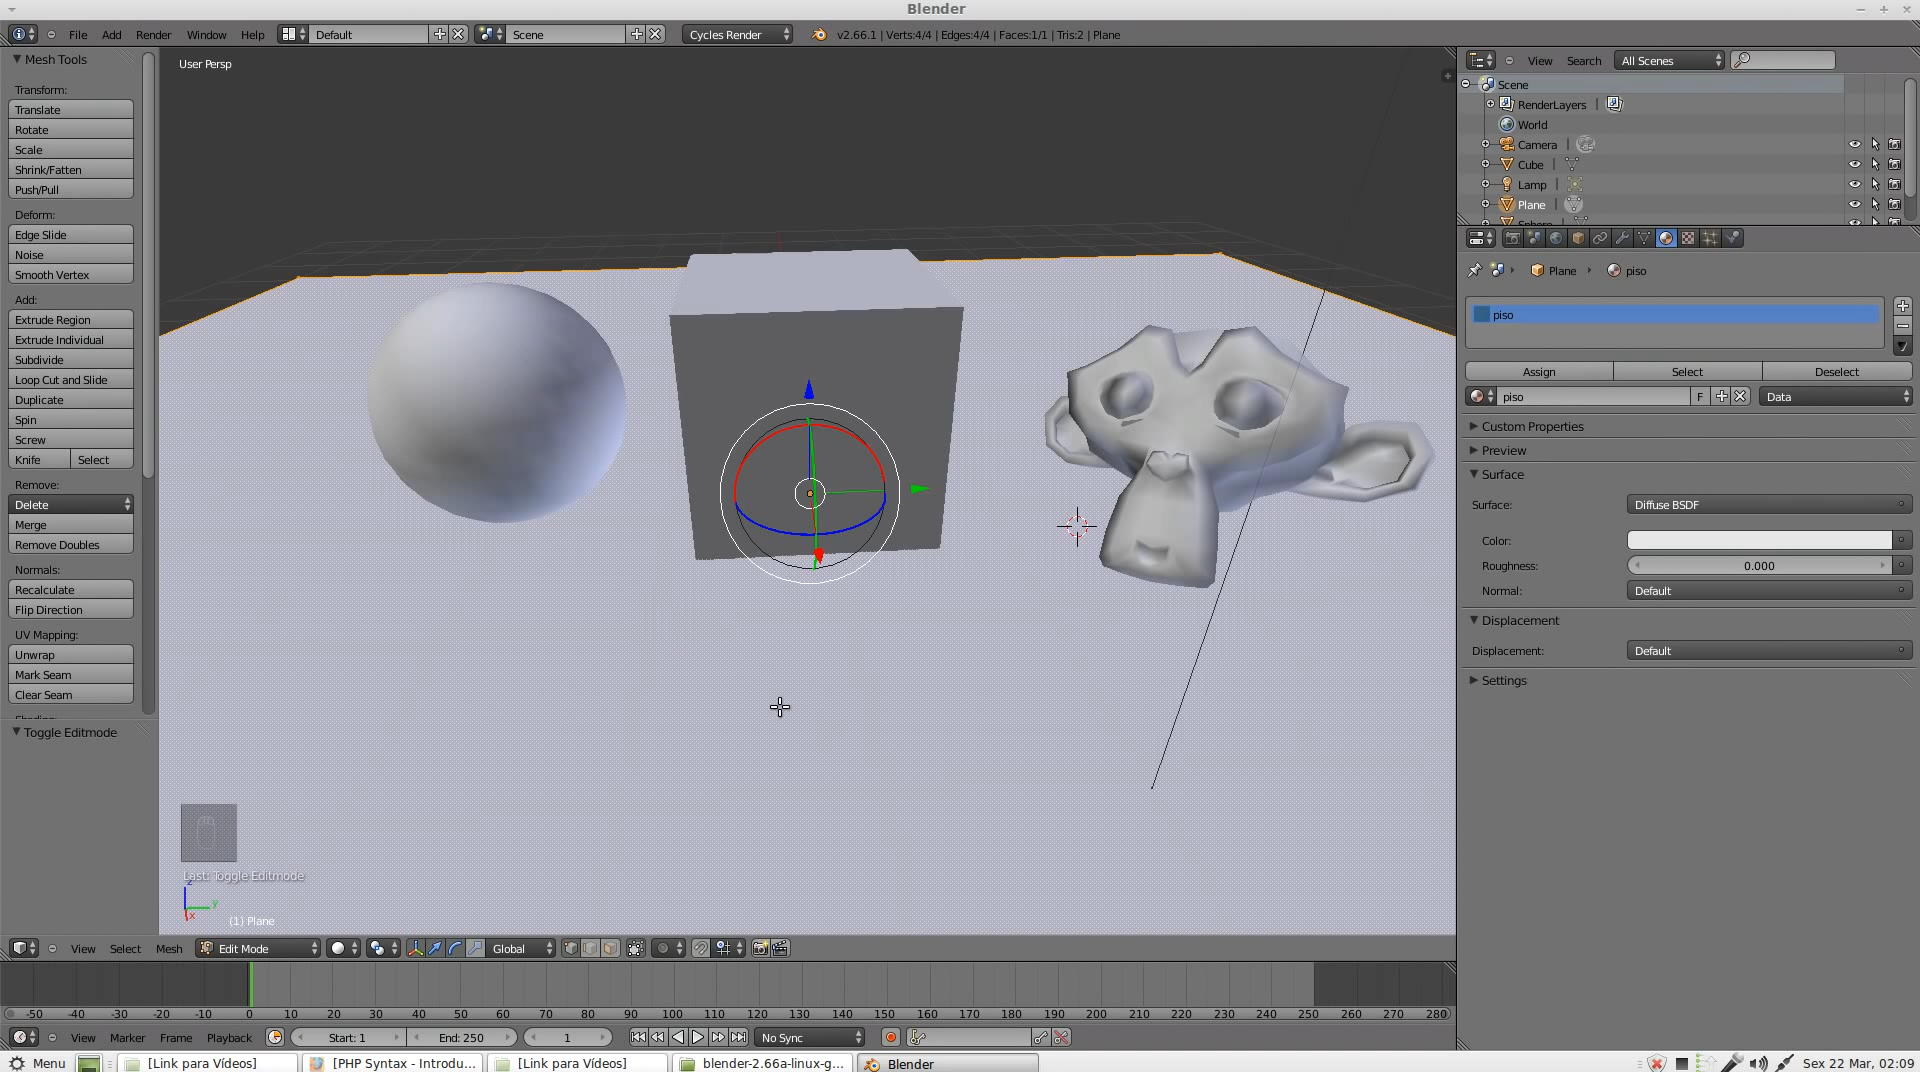 Blender
File Add Render Window Help Default Scene Cycles Render v2.66.1 | Verts:4/4 | Edges:4/4 | Faces:1/1 | Tris:2 | Plane
Mesh Tools
Transform:
Translate
Rotate
Scale
Shrink/Fatten
Push/Pull
Deform:
Edge Slide
Noise
Smooth Vertex
Add:
Extrude Region
Extrude Individual
Subdivide
Loop Cut and Slide
Duplicate
Spin
Screw
Knife Select
Remove:
Delete
Merge
Remove Doubles
Normals:
Recalculate
Flip Direction
UV Mapping:
Unwrap
Mark Seam
Clear Seam
Shading:
Toggle Editmode
User Persp
Last: Toggle Editmode
z
y
x
(1) Plane
View Search All Scenes
Scene
RenderLayers |
World
Camera |
Cube |
Lamp |
Plane |
Sphere |
Plane piso
piso
Assign Select Deselect
piso F Data
Custom Properties
Preview
Surface
Surface: Diffuse BSDF
Color:
Roughness: 0.000
Normal: Default
Displacement
Displacement: Default
Settings
View Select Mesh Edit Mode Global
-50 -40 -30 -20 -10 0 10 20 30 40 50 60 70 80 90 100 110 120 130 140 150 160 170 180 190 200 210 220 230 240 250 260 270 280
View Marker Frame Playback Start: 1 End: 250 1 No Sync
Menu [Link para Vídeos] [PHP Syntax - Introdu... [Link para Vídeos] blender-2.66a-linux-g... Blender Sex 22 Mar, 02:09